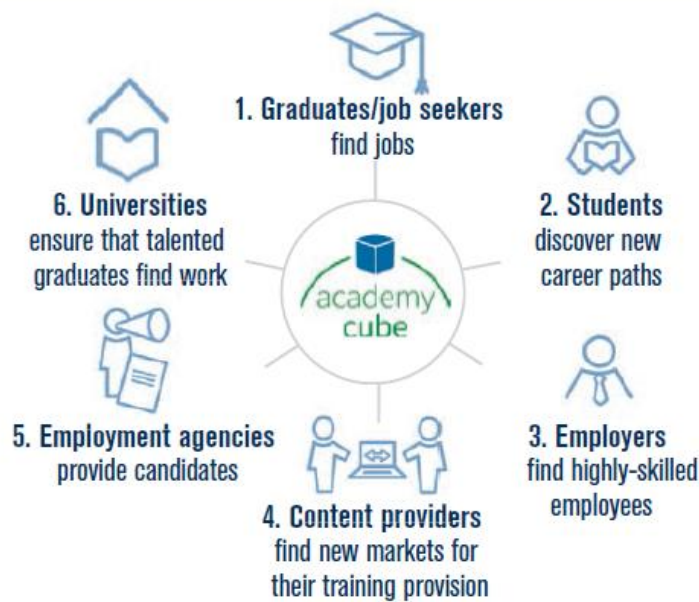 1. Graduates/job seekers
find jobs
2. Students
discover new
career paths
3. Employers
find highly-skilled
employees
4. Content providers
find new markets for
their training provision
5. Employment agencies
provide candidates
6. Universities
ensure that talented
graduates find work
academy
cube